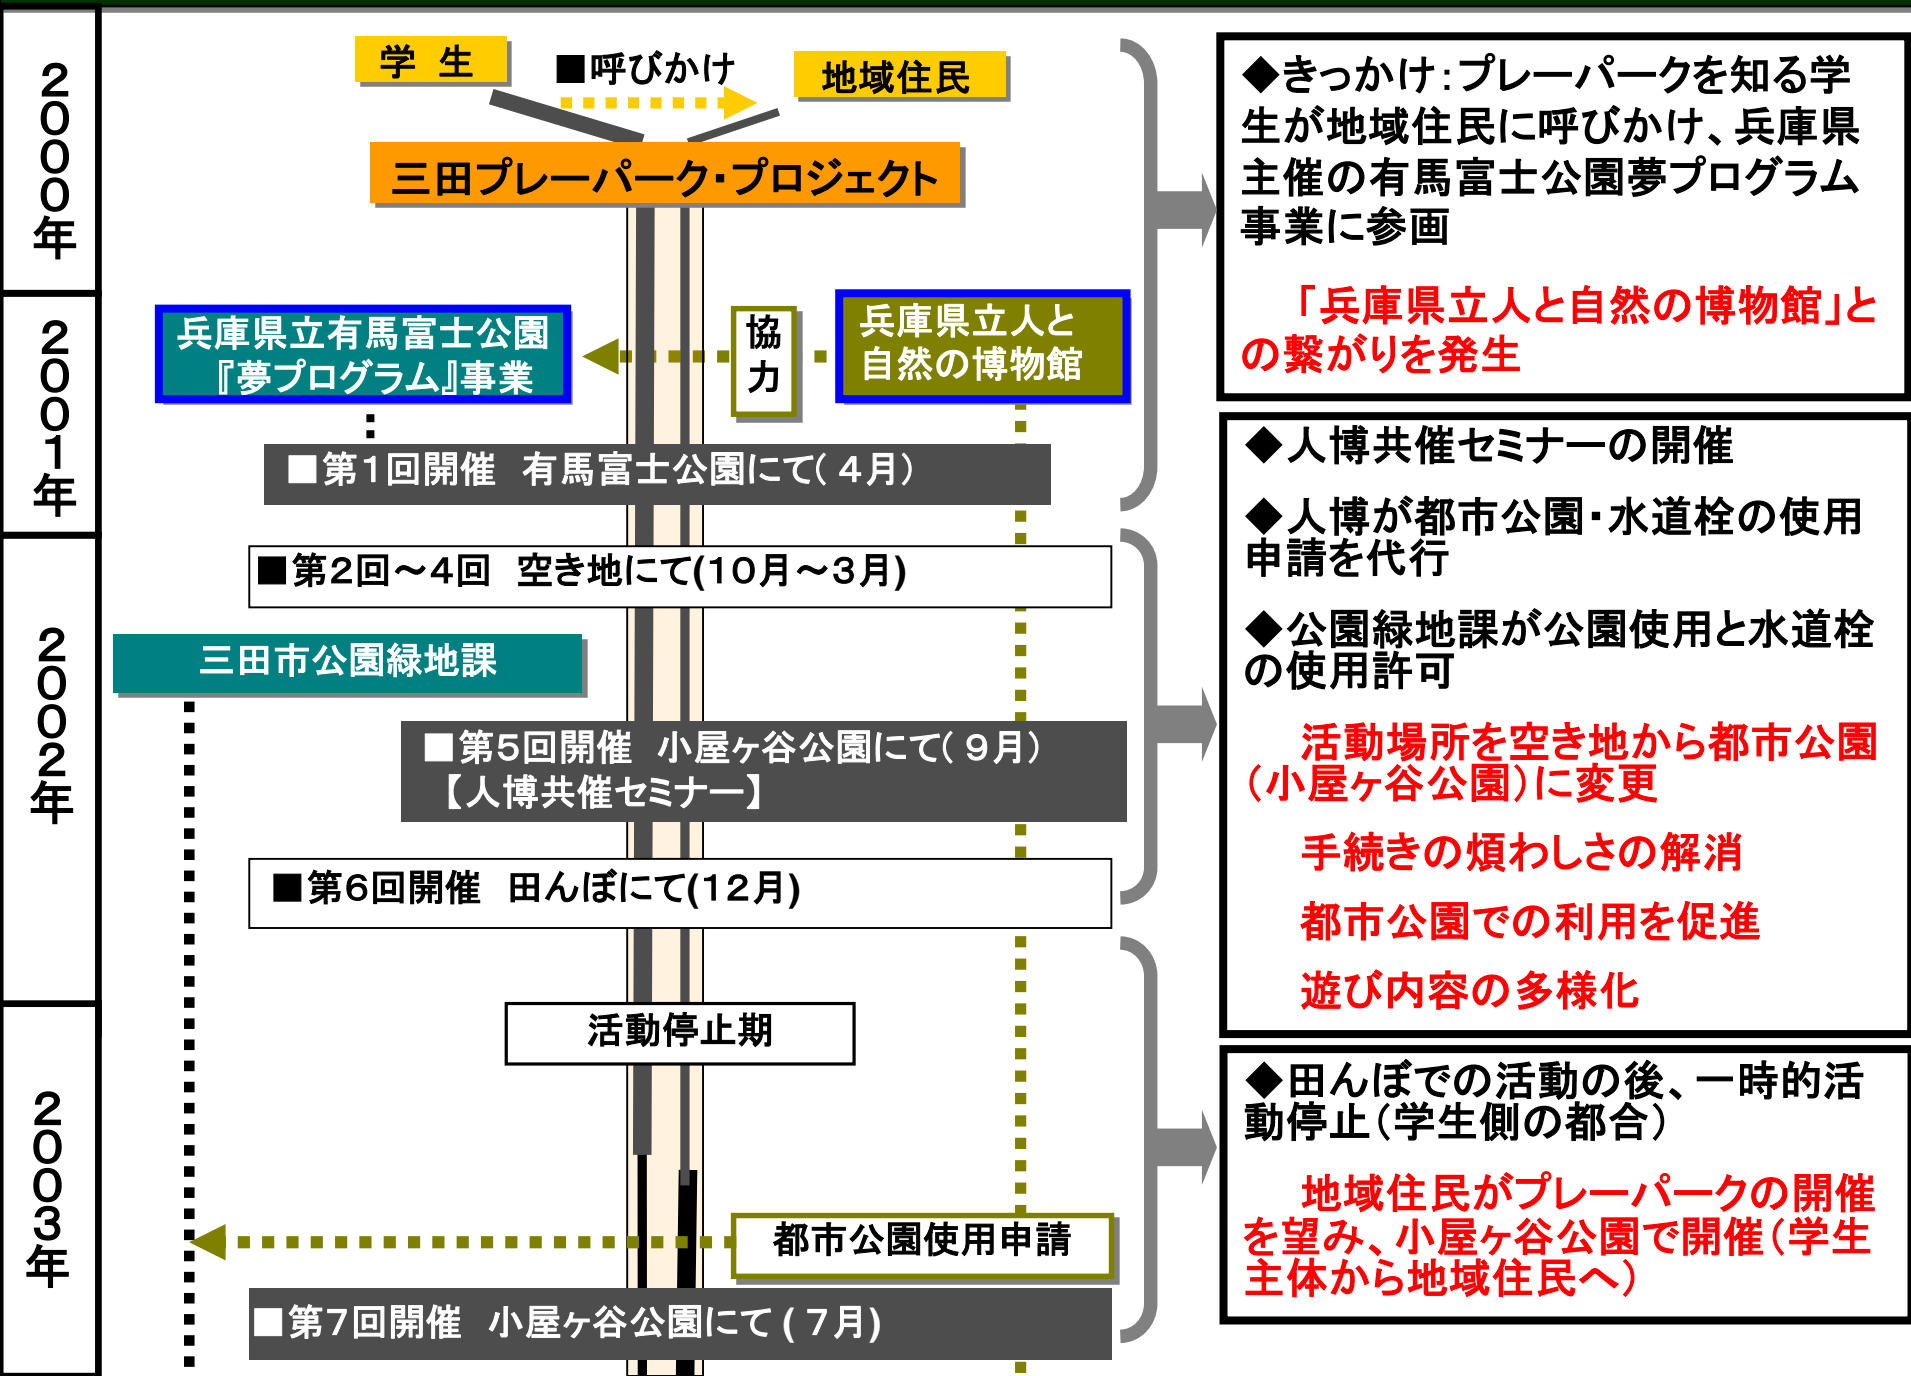 2000年
学 生
■呼びかけ
地域住民
三田プレーパーク・プロジェクト
2001年
兵庫県立有馬富士公園
『夢プログラム』事業
協
力
兵庫県立人と
自然の博物館
■第1回開催 有馬富士公園にて(4月)
2002年
■第2回～4回 空き地にて(10月～3月)
三田市公園緑地課
■第5回開催 小屋ヶ谷公園にて(9月)
【人博共催セミナー】
■第6回開催 田んぼにて(12月)
2003年
活動停止期
都市公園使用申請
■第7回開催 小屋ヶ谷公園にて(7月)
◆きっかけ:プレーパークを知る学
生が地域住民に呼びかけ、兵庫県
主催の有馬富士公園夢プログラム
事業に参画
「兵庫県立人と自然の博物館」と
の繋がりを発生
◆人博共催セミナーの開催
◆人博が都市公園・水道栓の使用
申請を代行
◆公園緑地課が公園使用と水道栓
の使用許可
活動場所を空き地から都市公園
(小屋ヶ谷公園)に変更
手続きの煩わしさの解消
都市公園での利用を促進
遊び内容の多様化
◆田んぼでの活動の後、一時的活
動停止(学生側の都合)
地域住民がプレーパークの開催
を望み、小屋ヶ谷公園で開催(学生
主体から地域住民へ)